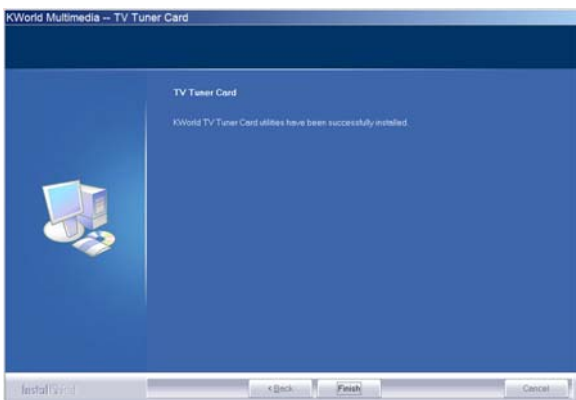 KWorld Multimedia -- TV Tuner Card
TV Tuner Card
KWorld TV Tuner Card utilities have been successfully installed.
InstallShield
< Back
Finish
Cancel